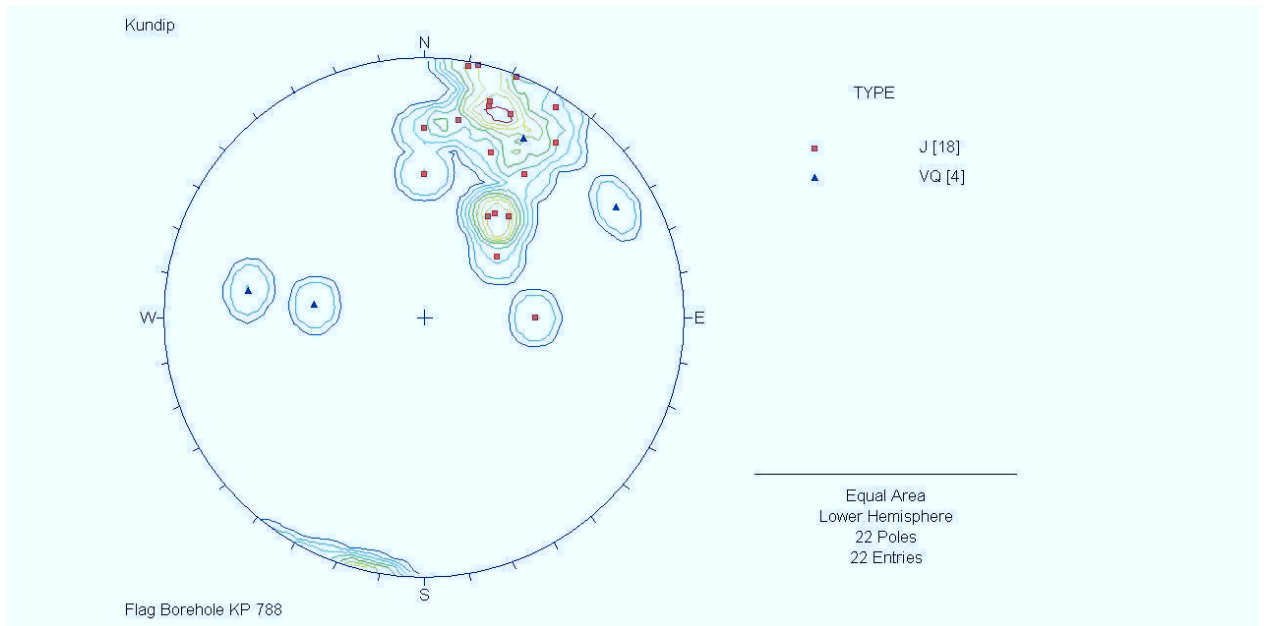 Kundip
N
TYPE
J [18]
VQ [4]
W
E
Equal Area
Lower Hemisphere
22 Poles
22 Entries
S
Flag Borehole KP 788